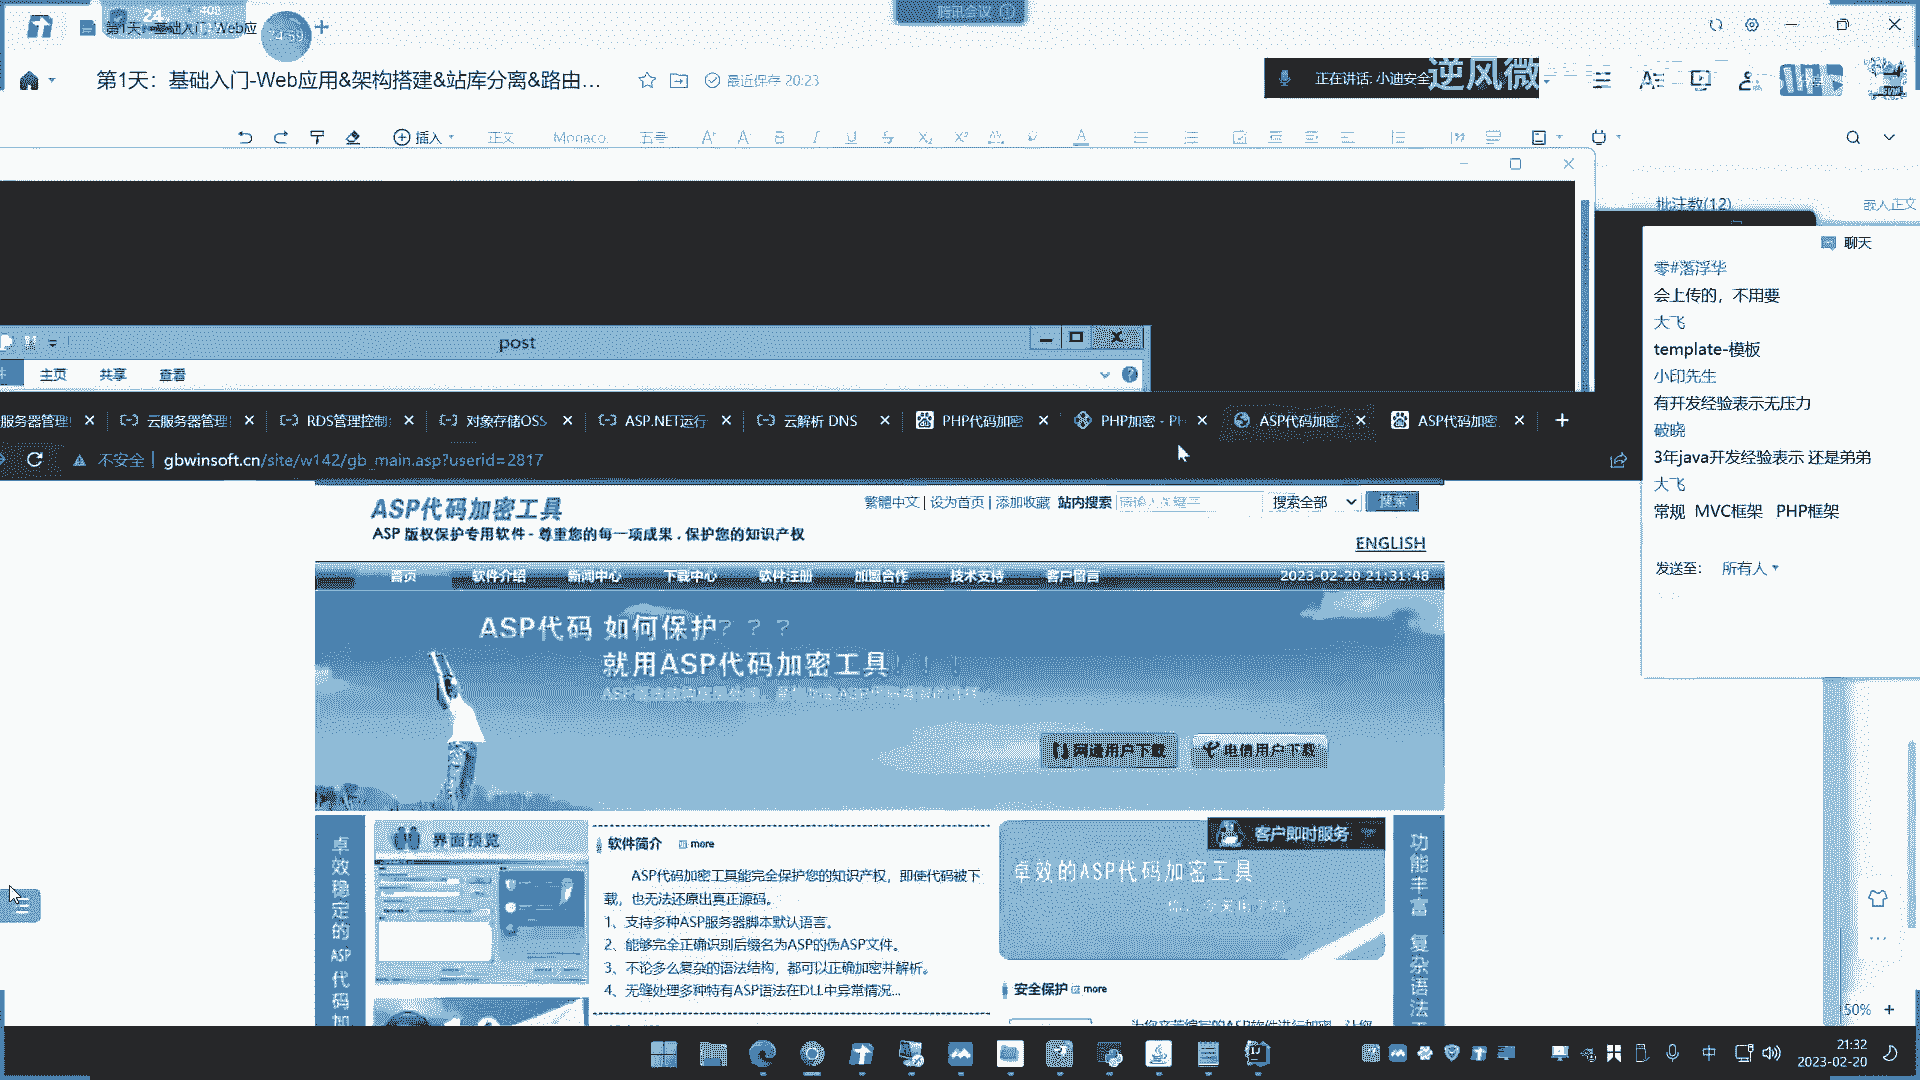 24
408
第1天：基础入门-Web应
24:59
腾讯会议
第1天：基础入门-Web应用&架构搭建&站库分离&路由...
最近保存 20:23
正在讲话: 小迪安全
逆风微
插入
正文
Monaco
五号
批注数(12)
嵌入正文
聊天
零#落浮华
会上传的，不用要
大飞
template-模板
小印先生
有开发经验表示无压力
破晓
3年java开发经验表示 还是弟弟
大飞
常规 MVC框架 PHP框架
发送至： 所有人
post
主页
共享
查看
服务器管理
云服务器管理
RDS管理控制
对象存储OSS
ASP.NET运行
云解析 DNS
PHP代码加密
PHP加密 - PH
ASP代码加密
ASP代码加密
不安全
gbwinsoft.cn/site/w142/gb_main.asp?userid=2817
ASP代码加密工具
繁體中文 | 设为首页 | 添加收藏 站内搜索
搜索全部
搜索
ASP 版权保护专用软件 - 尊重您的每一项成果 . 保护您的知识产权
ENGLISH
首页
软件介绍
新闻中心
下载中心
软件注册
加盟合作
技术支持
客户留言
2023-02-20 21:31:48
ASP代码 如何保护? ? ?
就用ASP代码加密工具! ! !
网通用户下载
电信用户下载
卓效稳定的ASP代码加
界面预览
软件简介
more
ASP代码加密工具能完全保护您的知识产权，即使代码被下
载，也无法还原出真正源码。
1、支持多种ASP服务器脚本默认语言。
2、能够完全正确识别后缀名为ASP的伪ASP文件。
3、不论多么复杂的语法结构，都可以正确加密并解析。
4、无缝处理多种特有ASP语法在DLL中异常情况...
客户即时服务
卓效的ASP代码加密工具
安全保护
more
功能丰富 复杂语法
50%
中
21:32
2023-02-20